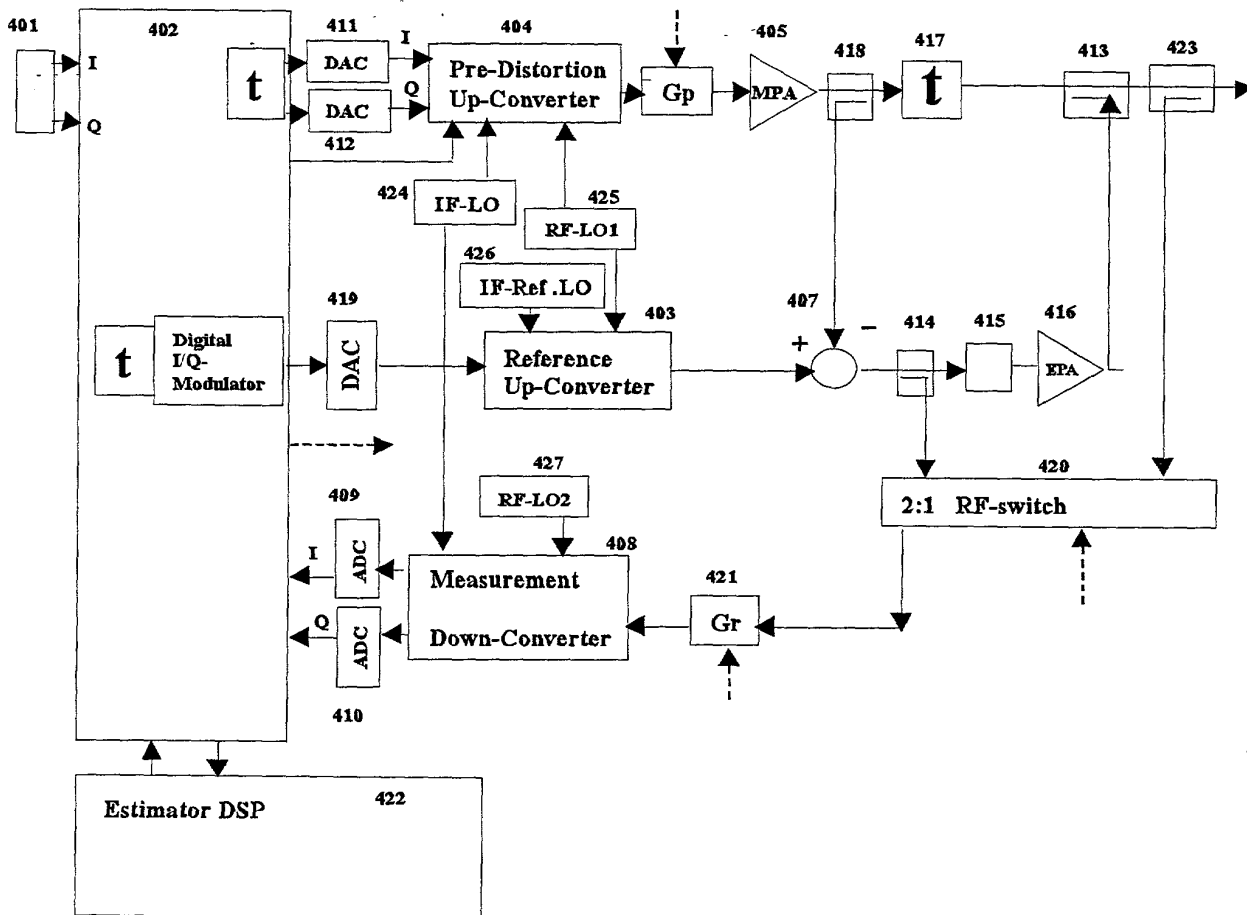 401
402
411
I
404
405
418
417
413
423
I
t
DAC
Pre-Distortion
Up-Converter
Gp
MPA
t
Q
Q
DAC
412
424
IF-LO
425
RF-LO1
426
IF-Ref.LO
419
403
407
414
415
416
t
Digital
I/Q-
Modulator
DAC
Reference
Up-Converter
+
−
EPA
427
RF-LO2
420
2:1 RF-switch
409
I
ADC
408
Measurement
Down-Converter
421
Gr
Q
ADC
410
Estimator DSP
422